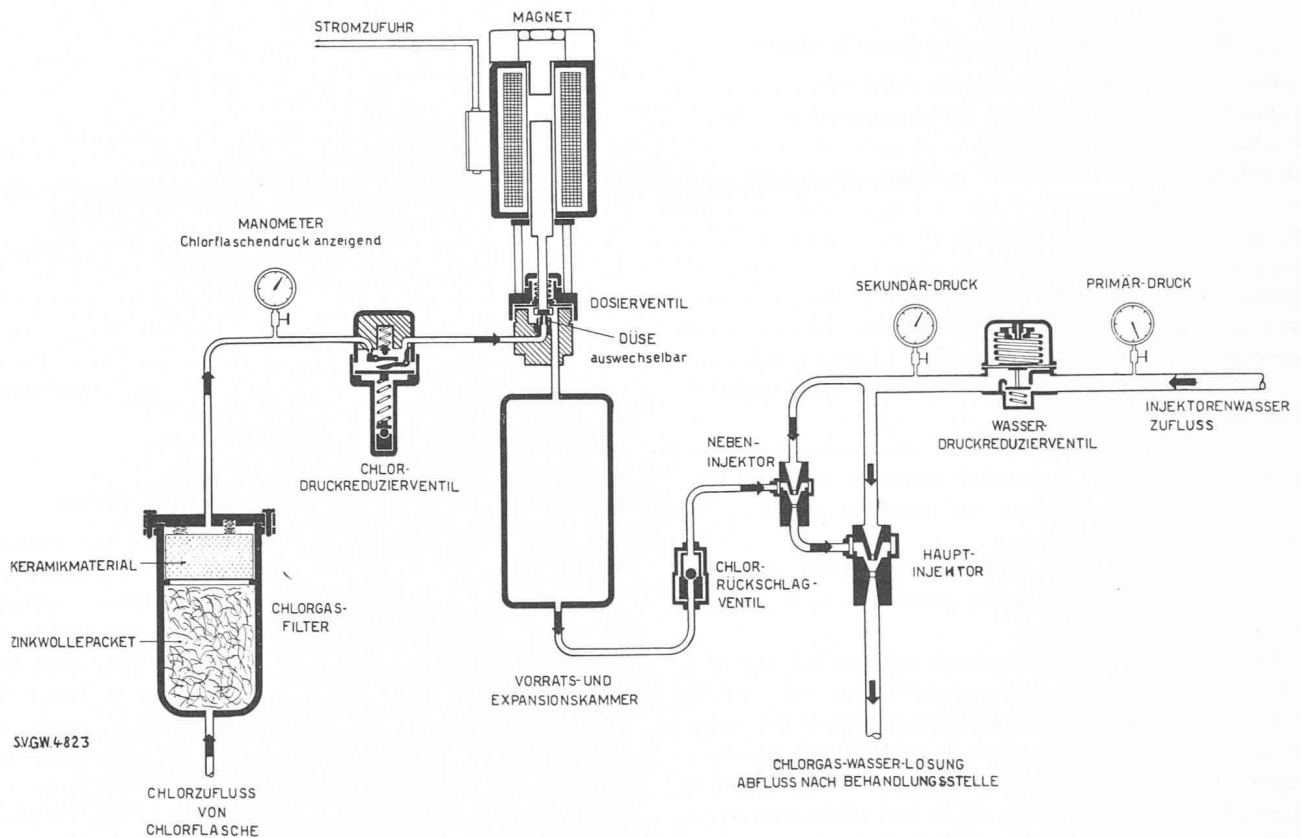 STROMZUFUHR
MAGNET
MANOMETER
Chlorflaschendruck anzeigend
DOSIERVENTIL
DÜSE
auswechselbar
SEKUNDÄR-DRUCK
PRIMÄR-DRUCK
INJEKTORENWASSER
ZUFLUSS
WASSER-
DRUCKREDUZIERVENTIL
CHLOR-
DRUCKREDUZIERVENTIL
NEBEN-
INJEKTOR
KERAMIKMATERIAL
CHLORGAS-
FILTER
ZINKWOLLEPACKET
CHLOR-
RÜCKSCHLAG-
VENTIL
HAUPT-
INJEKTOR
VORRATS-UND
EXPANSIONSKAMMER
S.V.G.W. 4823
CHLORZUFLUSS
VON
CHLORFLASCHE
CHLORGAS-WASSER-LÖSUNG
ABFLUSS NACH BEHANDLUNGSSTELLE